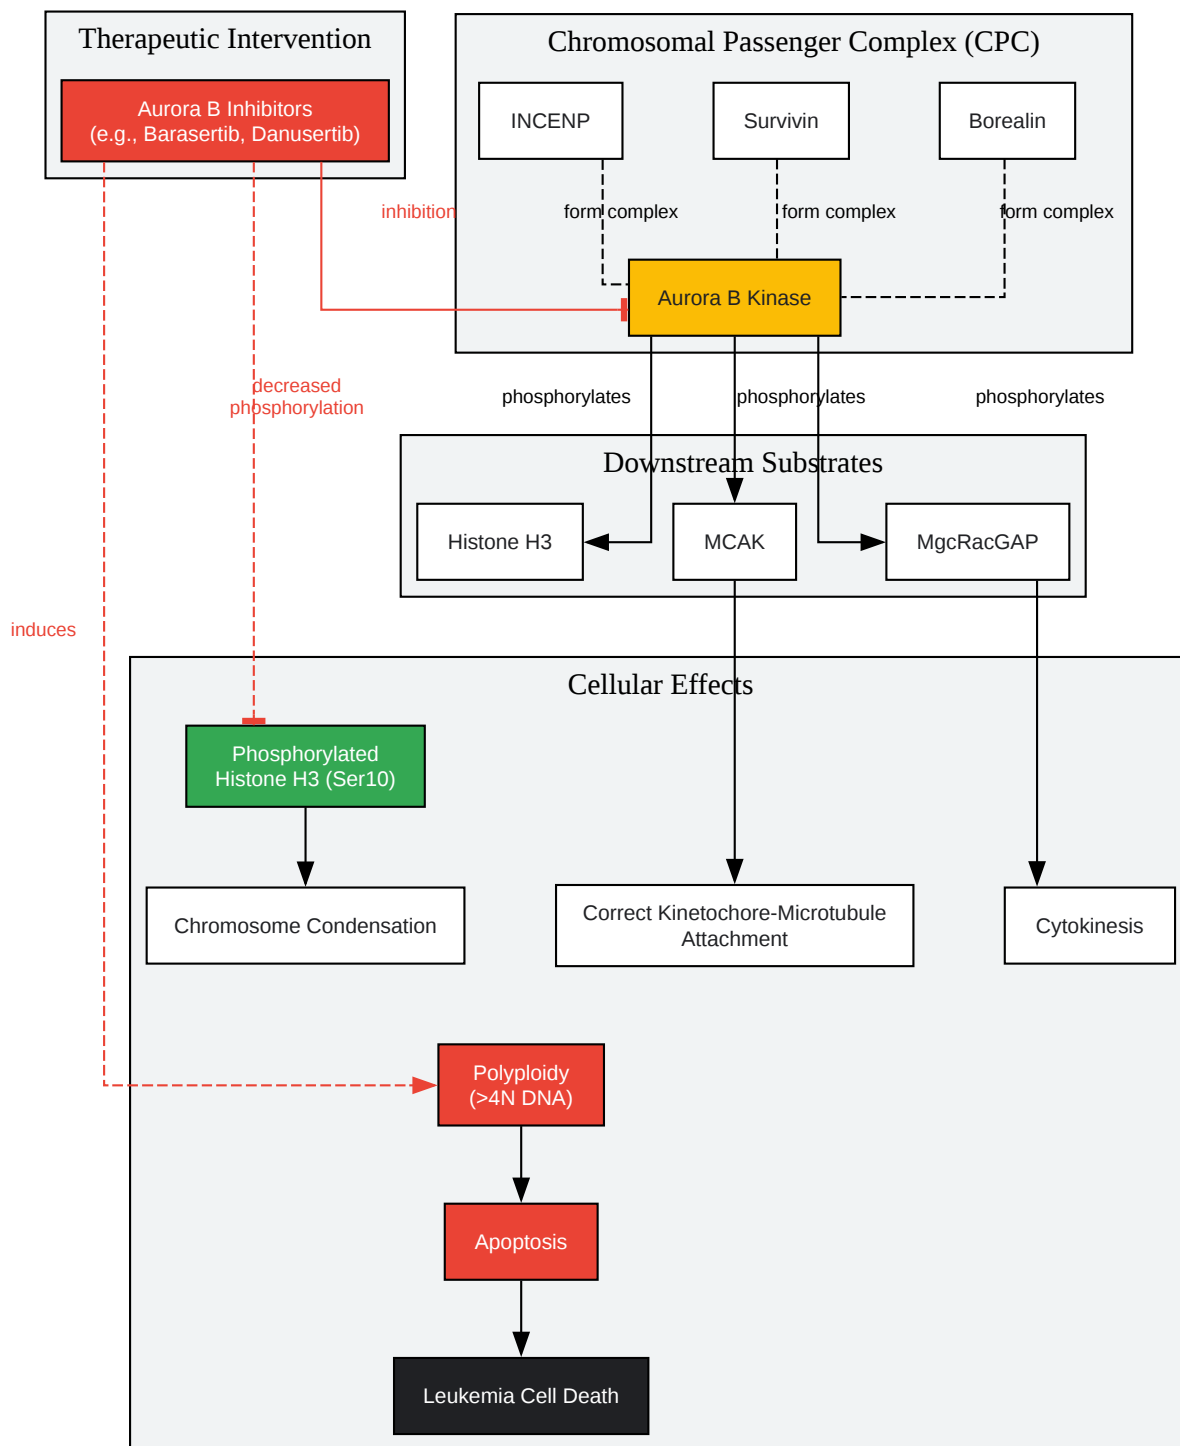 Therapeutic Intervention
Aurora B Inhibitors
(e.g., Barasertib, Danusertib)
Chromosomal Passenger Complex (CPC)
INCENP
Survivin
Borealin
inhibition
form complex
form complex
form complex
Aurora B Kinase
decreased
phosphorylation
phosphorylates
phosphorylates
phosphorylates
Downstream Substrates
Histone H3
MCAK
MgcRacGAP
induces
Cellular Effects
Phosphorylated
Histone H3 (Ser10)
Chromosome Condensation
Correct Kinetochore-Microtubule
Attachment
Cytokinesis
Polyploidy
(>4N DNA)
Apoptosis
Leukemia Cell Death